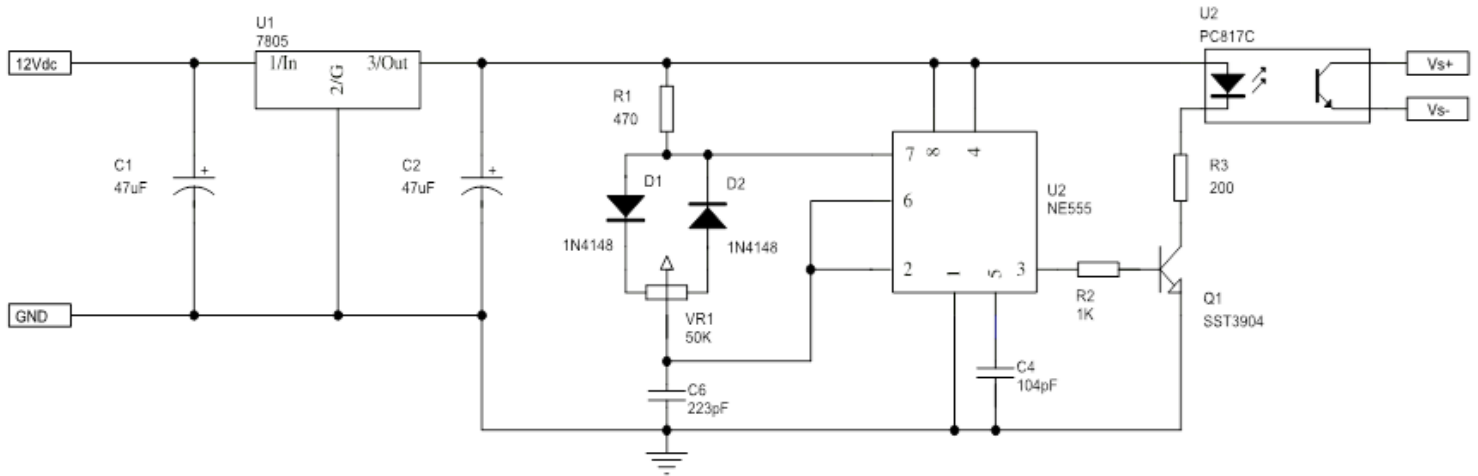 U1
7805
U2
PC817C
12Vdc
1/In
3/Out
2/G
Vs+
Vs-
R1
470
C1
47uF
+
C2
47uF
+
D1
D2
1N4148
1N4148
7
8
4
6
2
1
5
3
U2
NE555
R3
200
R2
1K
Q1
SST3904
GND
VR1
50K
C6
223pF
C4
104pF